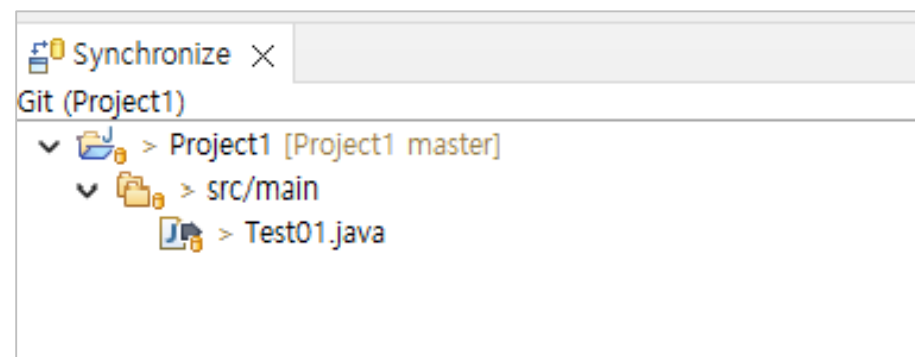 Synchronize
Git (Project1)
> Project1 [Project1 master]
> src/main
> Test01.java